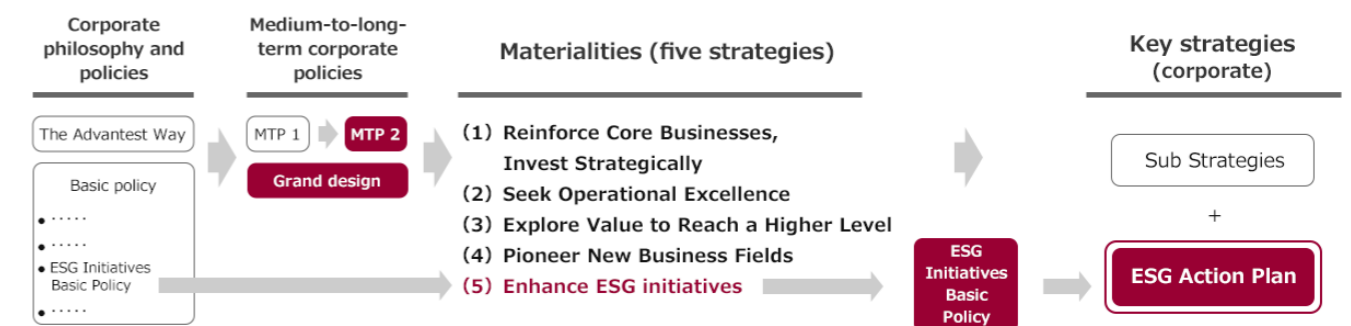 Corporate
philosophy and
policies
Medium-to-long-
term corporate
policies
Materialities (five strategies)
Key strategies
(corporate)
The Advantest Way
MTP 1
MTP 2
Grand design
Basic policy
● ·····
● ·····
● ESG Initiatives
Basic Policy
● ·····
(1) Reinforce Core Businesses,
Invest Strategically
(2) Seek Operational Excellence
(3) Explore Value to Reach a Higher Level
(4) Pioneer New Business Fields
(5) Enhance ESG initiatives
ESG
Initiatives
Basic
Policy
Sub Strategies
+
ESG Action Plan